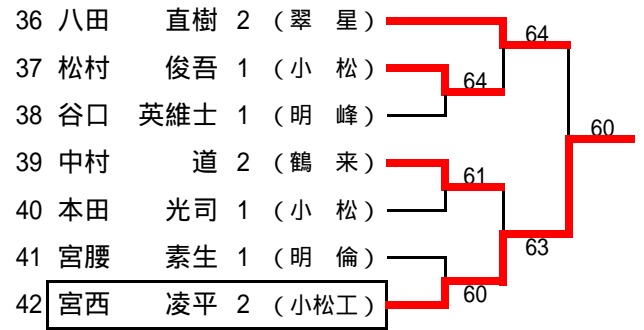 36 八田 直樹 2 (翠 星)
64
37 松村 俊吾 1 (小 松)
64
38 谷口 英維士 1 (明 峰)
60
39 中村 道 2 (鶴 来)
61
40 本田 光司 1 (小 松)
41 宮腰 素生 1 (明 倫)
63
42 宮西 凌平 2 (小松工)
60